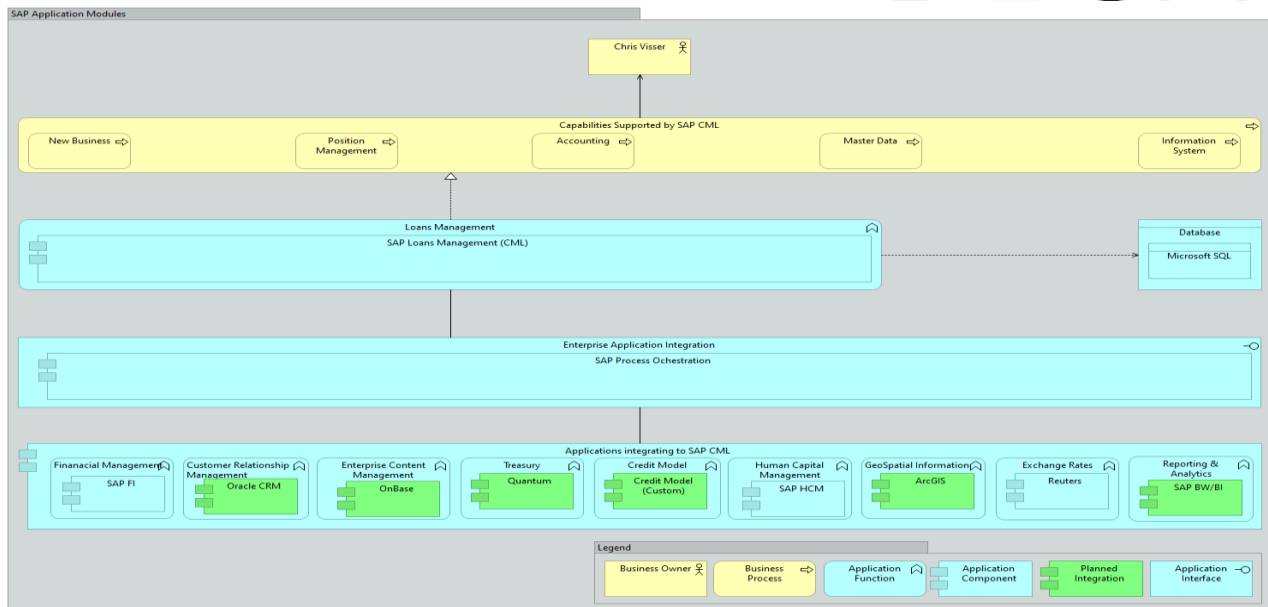 SAP Application Modules
Chris Visser
Capabilities Supported by SAP CML
New Business
Position
Management
Accounting
Master Data
Information
System
Loans Management
SAP Loans Management (CML)
Database
Microsoft SQL
Enterprise Application Integration
SAP Process Ochestration
Applications integrating to SAP CML
Finanacial Management
SAP FI
Customer Relationship
Management
Oracle CRM
Enterprise Content
Management
OnBase
Treasury
Quantum
Credit Model
Credit Model
(Custom)
Human Capital
Management
SAP HCM
GeoSpatial Information
ArcGIS
Exchange Rates
Reuters
Reporting &
Analytics
SAP BW/BI
Legend
Business Owner
Business
Process
Application
Function
Application
Component
Planned
Integration
Application
Interface